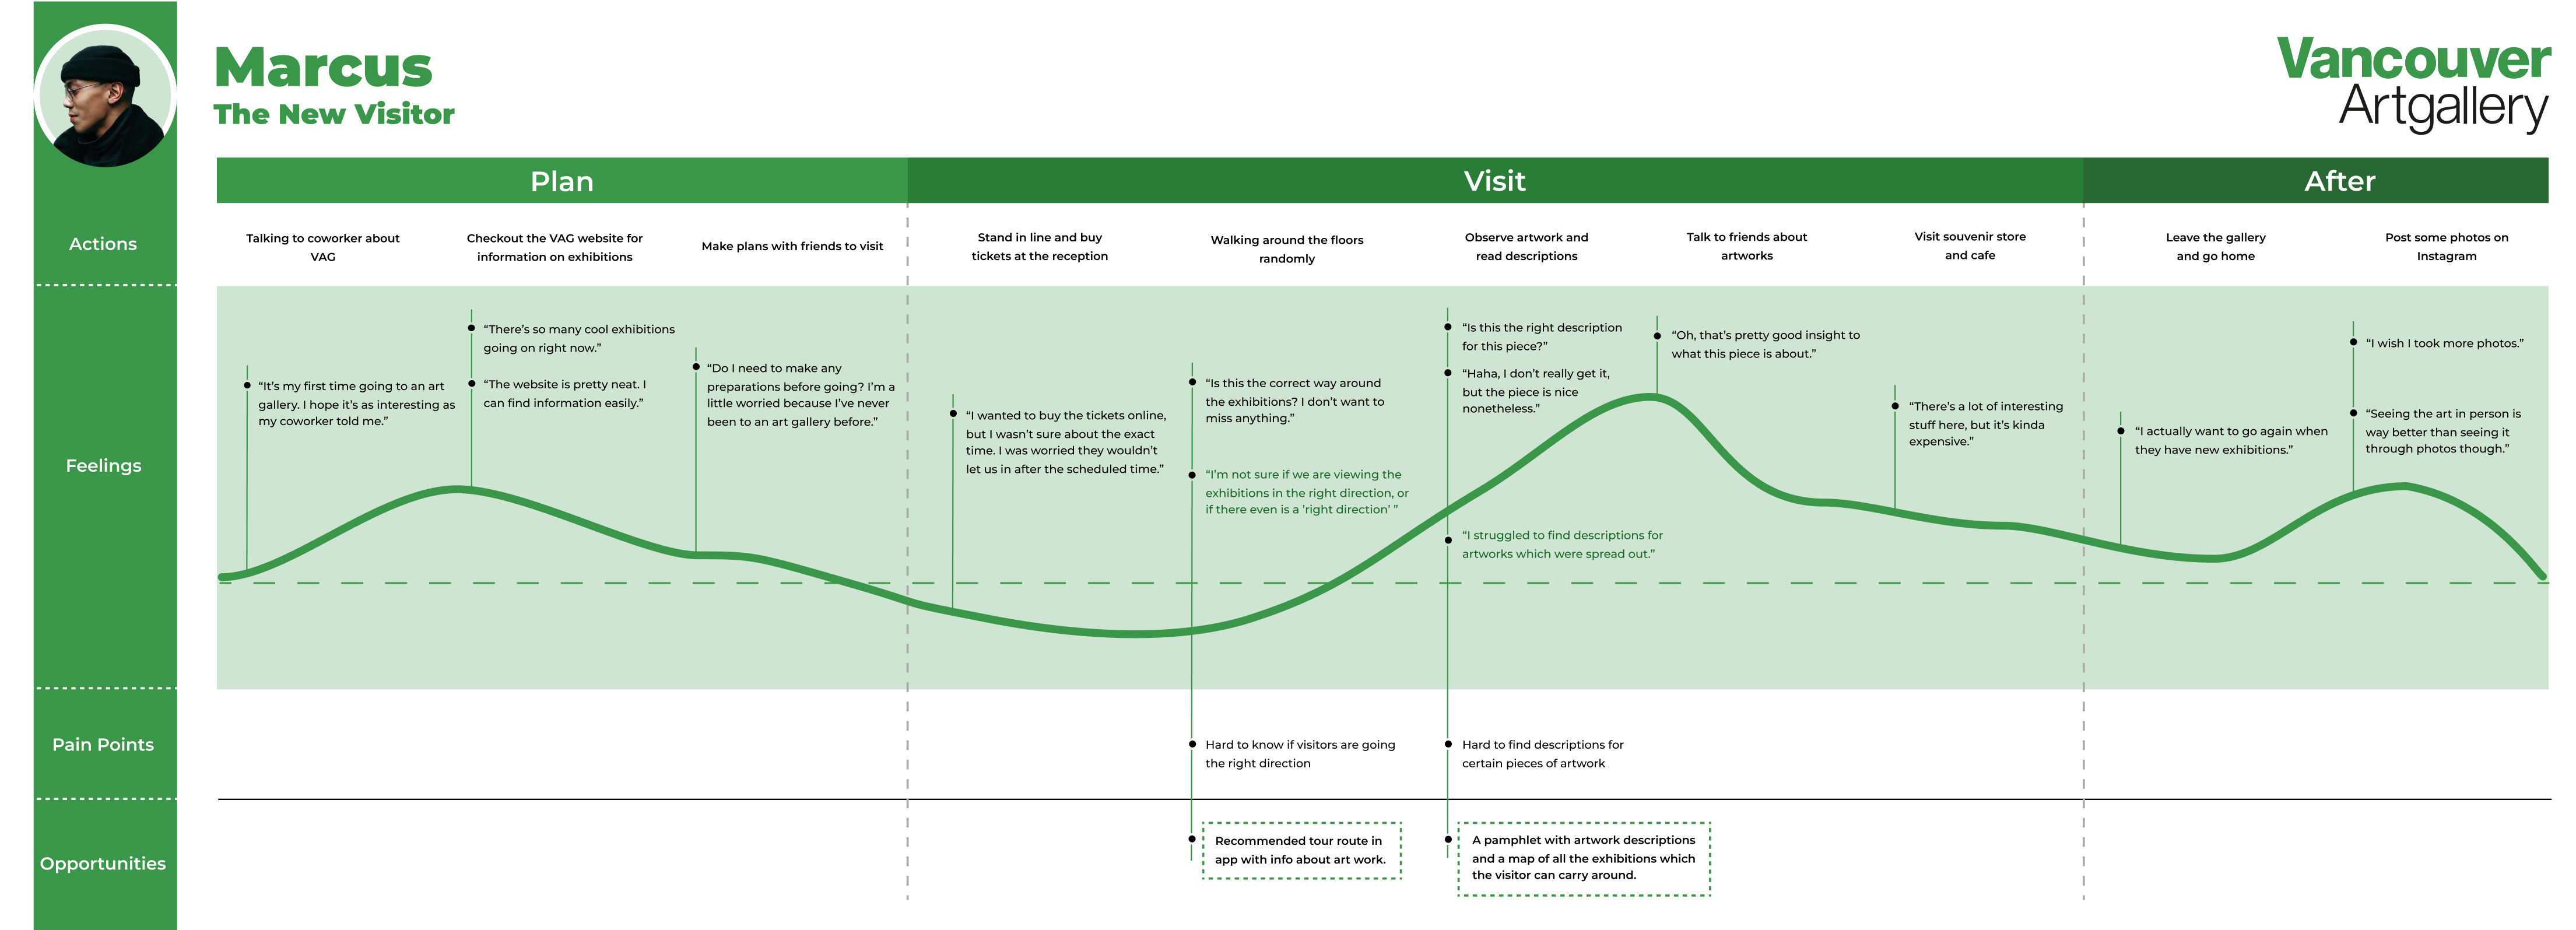 Marcus
The New Visitor
Vancouver
Artgallery
Plan
Visit
After
Actions
Talking to coworker about
VAG
Checkout the VAG website for
information on exhibitions
Make plans with friends to visit
Stand in line and buy
tickets at the reception
Walking around the floors
randomly
Observe artwork and
read descriptions
Talk to friends about
artworks
Visit souvenir store
and cafe
Leave the gallery
and go home
Post some photos on
Instagram
Feelings
“It’s my first time going to an art
gallery. I hope it’s as interesting as
my coworker told me.”
“There’s so many cool exhibitions
going on right now.”
“The website is pretty neat. I
can find information easily.”
“Do I need to make any
preparations before going? I’m a
little worried because I’ve never
been to an art gallery before.”
“I wanted to buy the tickets online,
but I wasn’t sure about the exact
time. I was worried they wouldn’t
let us in after the scheduled time.”
“Is this the correct way around
the exhibitions? I don’t want to
miss anything.”
“I’m not sure if we are viewing the
exhibitions in the right direction, or
if there even is a ’right direction’ ”
“Is this the right description
for this piece?”
“Haha, I don’t really get it,
but the piece is nice
nonetheless.”
“I struggled to find descriptions for
artworks which were spread out.”
“Oh, that’s pretty good insight to
what this piece is about.”
“There’s a lot of interesting
stuff here, but it’s kinda
expensive.”
“I actually want to go again when
they have new exhibitions.”
“I wish I took more photos.”
“Seeing the art in person is
way better than seeing it
through photos though.”
Pain Points
Hard to know if visitors are going
the right direction
Hard to find descriptions for
certain pieces of artwork
Opportunities
Recommended tour route in
app with info about art work.
A pamphlet with artwork descriptions
and a map of all the exhibitions which
the visitor can carry around.